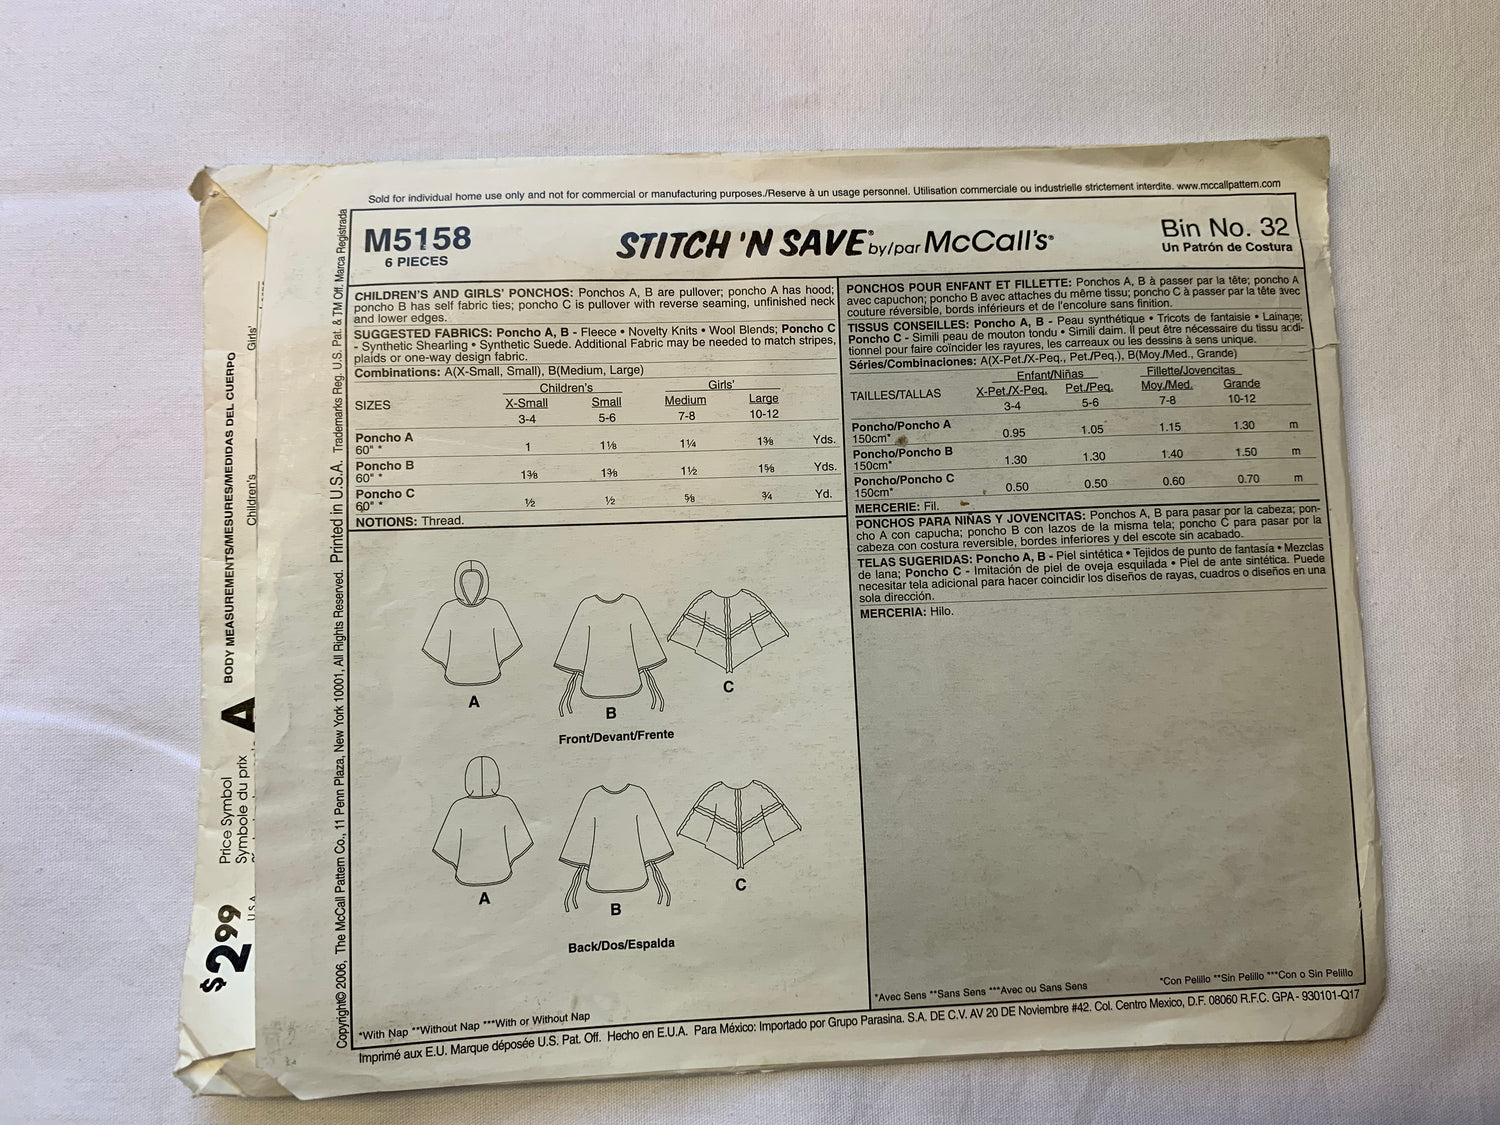 Sold for individual home use only and not for commercial or manufacturing purposes./Reserve à un usage personnel. Utilisation commerciale ou industrielle strictement interdite. www.mccallpattern.com
M5158
6 PIECES
STITCH 'N SAVE® by/par McCall's®
Bin No. 32
Un Patrón de Costura
CHILDREN'S AND GIRLS' PONCHOS: Ponchos A, B are pullover; poncho A has hood;
poncho B has self fabric ties; poncho C is pullover with reverse seaming, unfinished neck
and lower edges.
SUGGESTED FABRICS: Poncho A, B - Fleece • Novelty Knits • Wool Blends; Poncho C
- Synthetic Shearling • Synthetic Suede. Additional Fabric may be needed to match stripes,
plaids or one-way design fabric.
Combinations: A(X-Small, Small), B(Medium, Large)
Children's Girls'
SIZES X-Small Small Medium Large
3-4 5-6 7-8 10-12
Poncho A
60" * 1 1⅛ 1¼ 1⅜ Yds.
Poncho B
60" * 1⅜ 1⅜ 1½ 1⅝ Yds.
Poncho C
60" * ½ ½ ⅝ ¾ Yd.
NOTIONS: Thread.
A
B
C
Front/Devant/Frente
A
B
C
Back/Dos/Espalda
*With Nap **Without Nap ***With or Without Nap
PONCHOS POUR ENFANT ET FILLETTE: Ponchos A, B à passer par la tête; poncho A
avec capuchon; poncho B avec attaches du même tissu; poncho C à passer par la tête avec
couture réversible, bords inférieurs et de l'encolure sans finition.
TISSUS CONSEILLES: Poncho A, B - Peau synthétique • Tricots de fantaisie • Lainage;
Poncho C - Simili peau de mouton tondu • Simili daim. Il peut être nécessaire du tissu addi-
tionnel pour faire coïncider les rayures, les carreaux ou les dessins à sens unique.
Séries/Combinaciones: A(X-Pet./X-Peq., Pet./Peq.), B(Moy./Med., Grande)
Enfant/Niñas Fillette/Jovencitas
TAILLES/TALLAS X-Pet./X-Peq. Pet./Peq. Moy./Med. Grande
3-4 5-6 7-8 10-12
Poncho/Poncho A
150cm* 0.95 1.05 1.15 1.30 m
Poncho/Poncho B
150cm* 1.30 1.30 1.40 1.50 m
Poncho/Poncho C
150cm* 0.50 0.50 0.60 0.70 m
MERCERIE: Fil.
PONCHOS PARA NIÑAS Y JOVENCITAS: Ponchos A, B para pasar por la cabeza; pon-
cho A con capucha; poncho B con lazos de la misma tela; poncho C para pasar por la
cabeza con costura reversible, bordes inferiores y del escote sin acabado.
TELAS SUGERIDAS: Poncho A, B - Piel sintética • Tejidos de punto de fantasía • Mezclas
de lana; Poncho C - Imitación de piel de oveja esquilada • Piel de ante sintética. Puede
necesitar tela adicional para hacer coincidir los diseños de rayas, cuadros o diseños en una
sola dirección.
MERCERIA: Hilo.
*Avec Sens **Sans Sens ***Avec ou Sans Sens
*Con Pelillo **Sin Pelillo ***Con o Sin Pelillo
Imprimé aux E.U. Marque déposée U.S. Pat. Off. Hecho en E.U.A. Para México: Importado por Grupo Parasina. S.A. DE C.V. AV 20 DE Noviembre #42. Col. Centro Mexico, D.F. 08060 R.F.C. GPA - 930101-Q17
Copyright© 2006, The McCall Pattern Co., 11 Penn Plaza, New York 10001, All Rights Reserved. Printed in U.S.A. Trademarks Reg. U.S. Pat. & TM Off. Marca Registrada
BODY MEASUREMENTS/MESURES/MEDIDAS DEL CUERPO
Children's
Girls'
A
Price Symbol
Symbole du prix
$2.99
U.S.A.